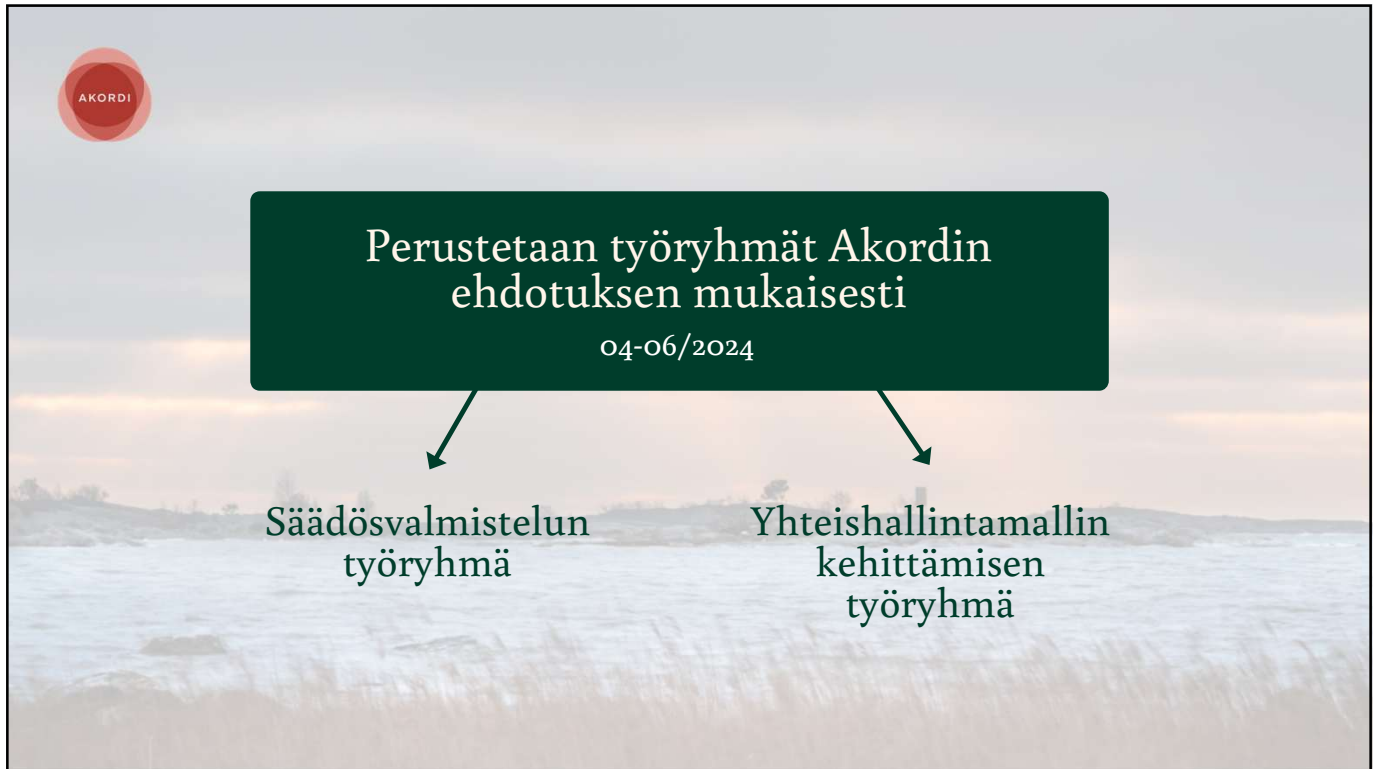 AKORDI
Perustetaan työryhmät Akordin
ehdotuksen mukaisesti
04-06/2024
Säädösvalmistelun
työryhmä
Yhteishallintamallin
kehittämisen
työryhmä